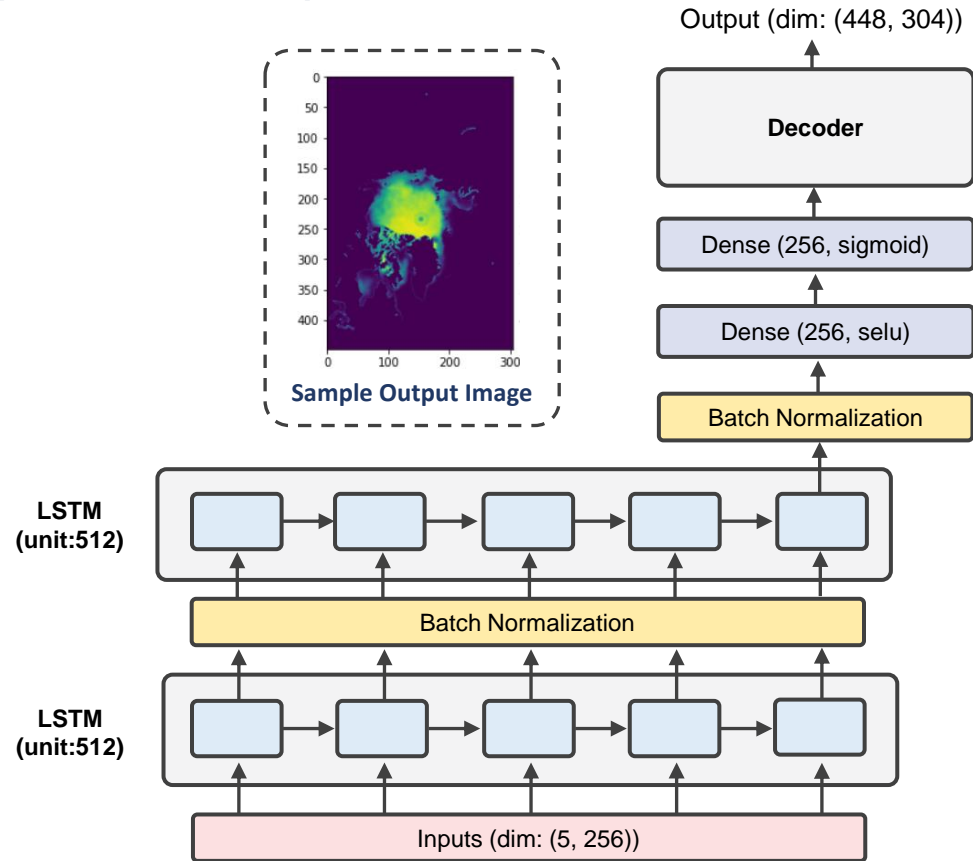 Output (dim: (448, 304))
Decoder
Dense (256, sigmoid)
Dense (256, selu)
Batch Normalization
0
50
100
150
200
250
300
350
400
0
100
200
300
Sample Output Image
LSTM
(unit:512)
Batch Normalization
LSTM
(unit:512)
Inputs (dim: (5, 256))